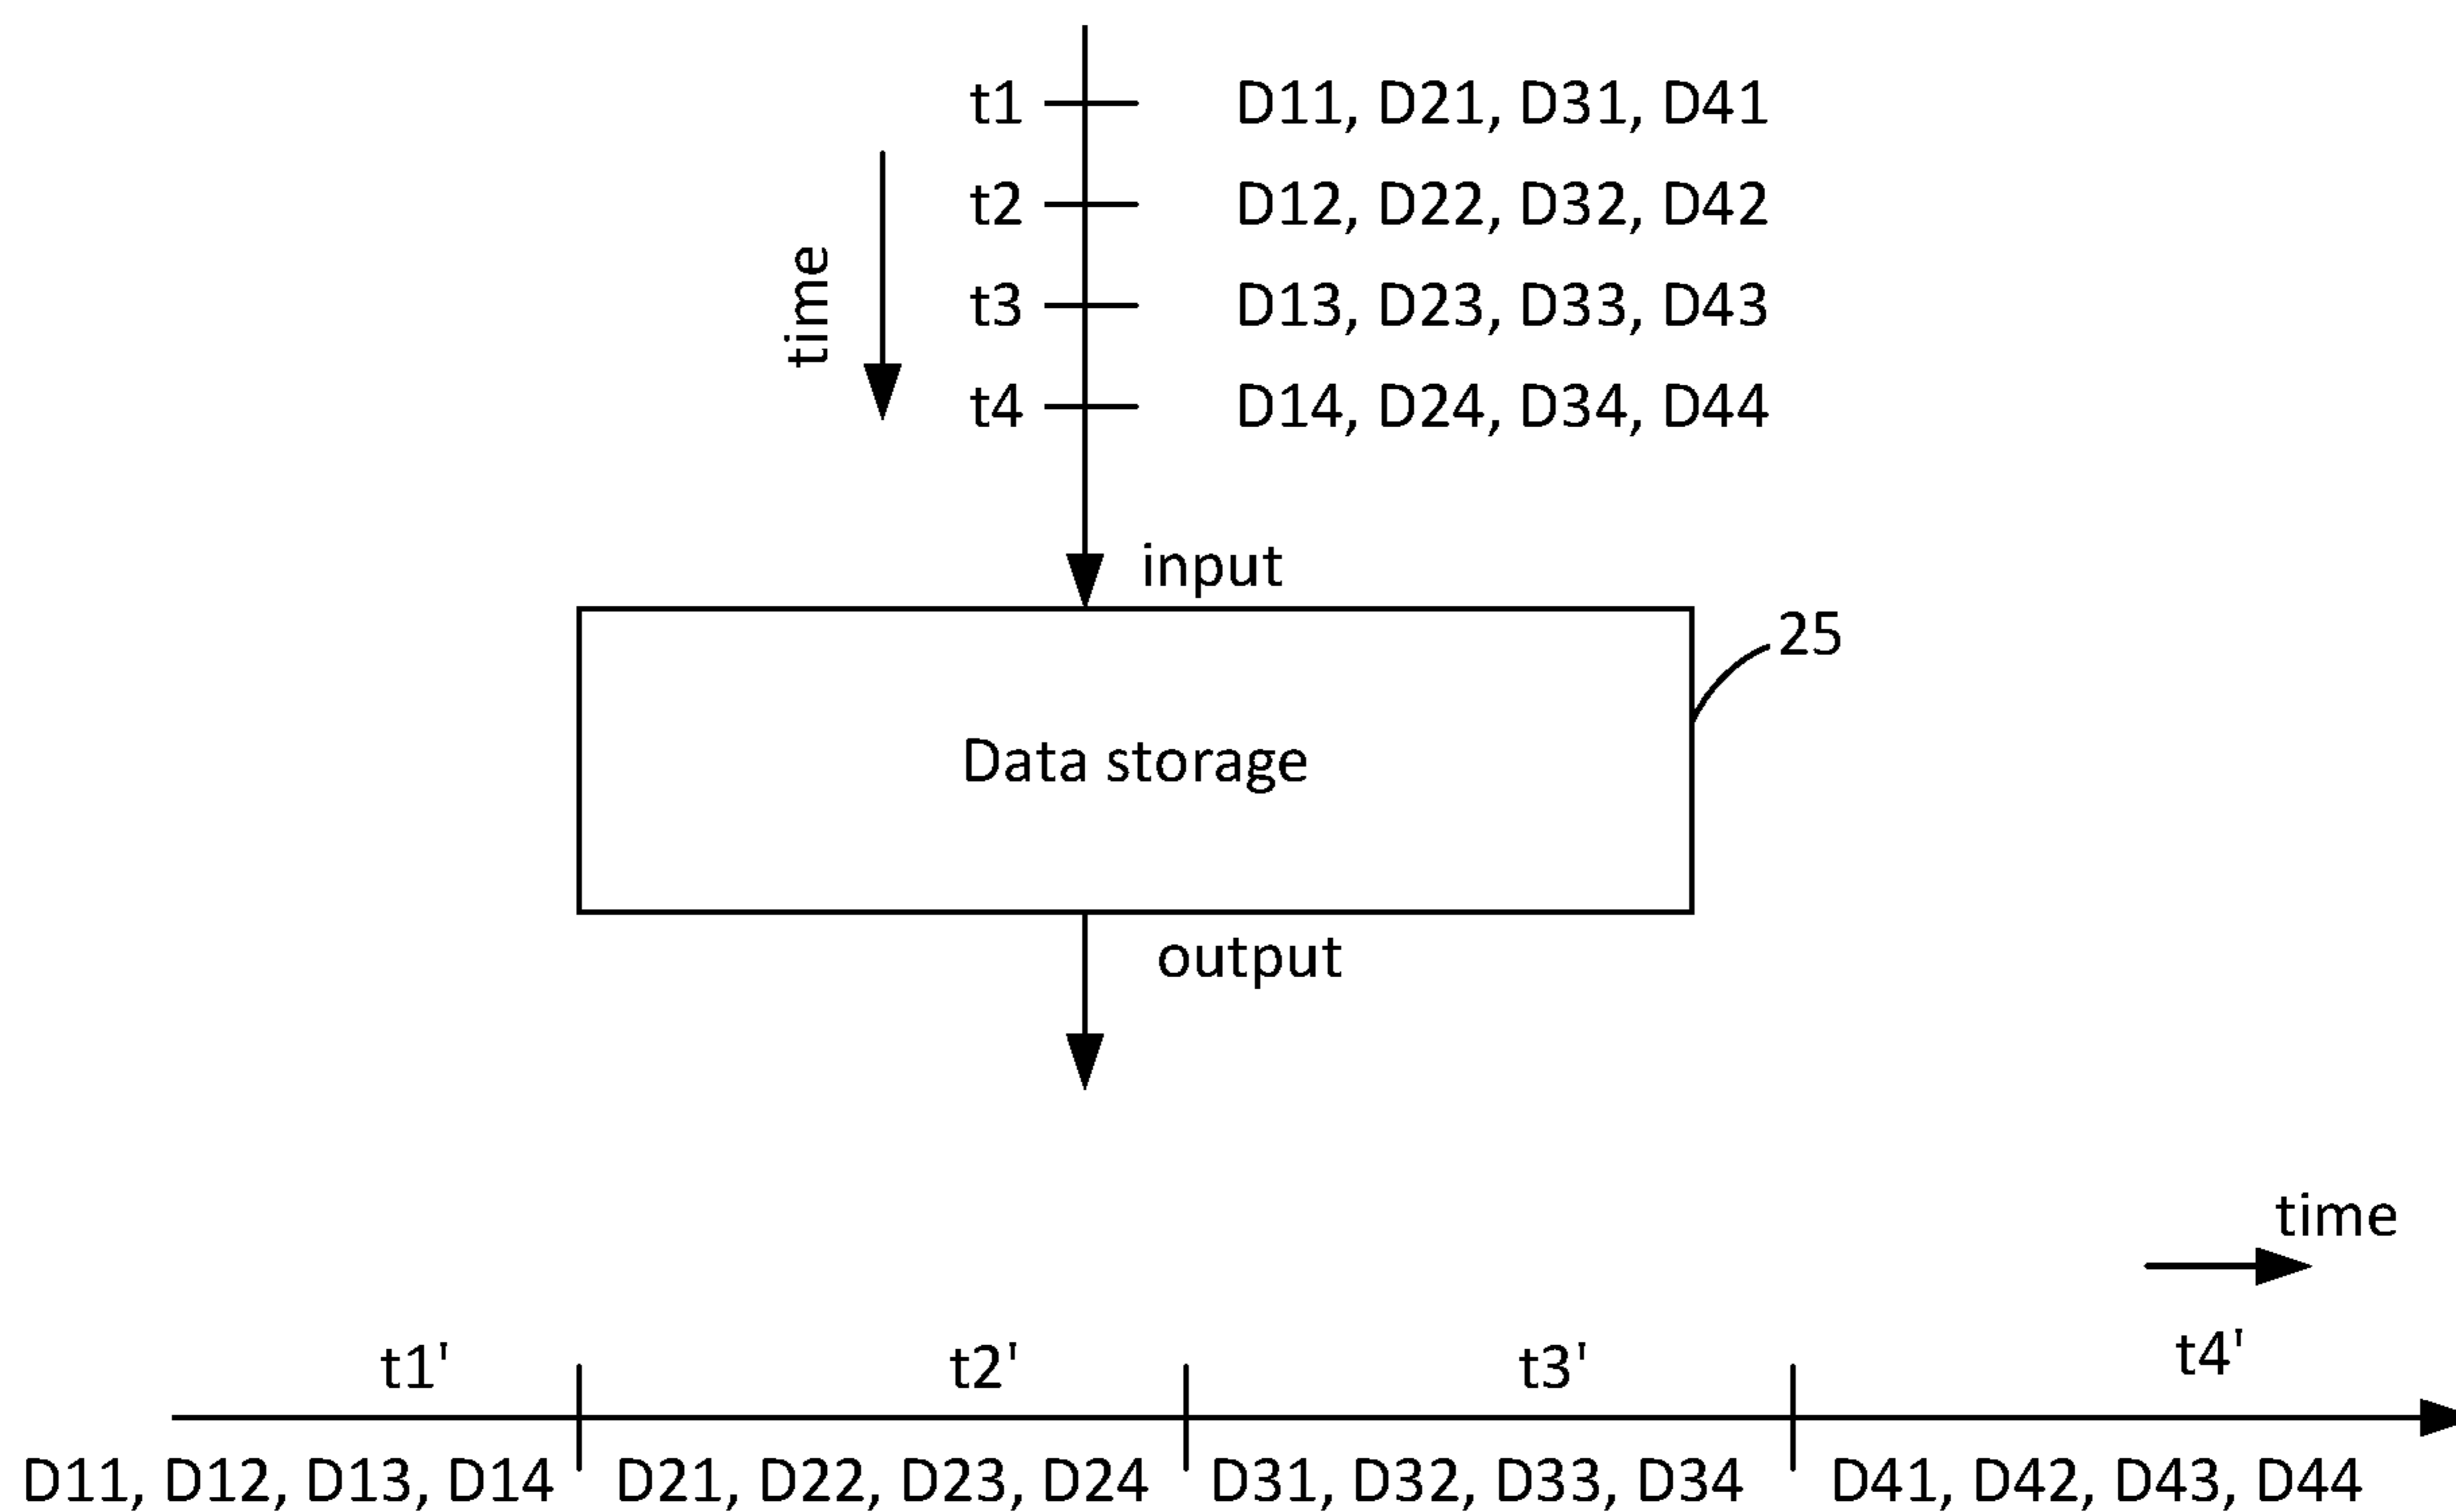 t1 D11, D21, D31, D41
t2 D12, D22, D32, D42
time
t3 D13, D23, D33, D43
t4 D14, D24, D34, D44
input
25
Data storage
output
time
t1' t2' t3' t4'
D11, D12, D13, D14 D21, D22, D23, D24 D31, D32, D33, D34 D41, D42, D43, D44